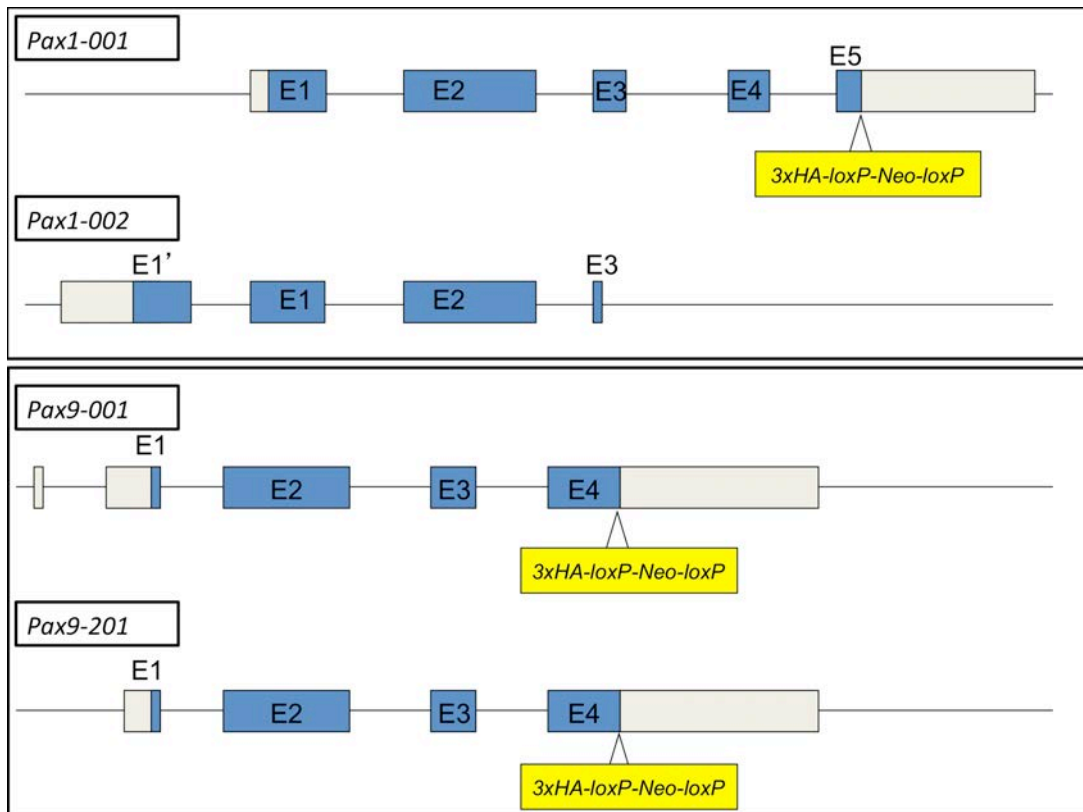 Pax1-001
E1 E2 E3 E4 E5
3xHA-loxP-Neo-loxP
Pax1-002
E1' E1 E2 E3
Pax9-001
E1 E2 E3 E4
3xHA-loxP-Neo-loxP
Pax9-201
E1 E2 E3 E4
3xHA-loxP-Neo-loxP